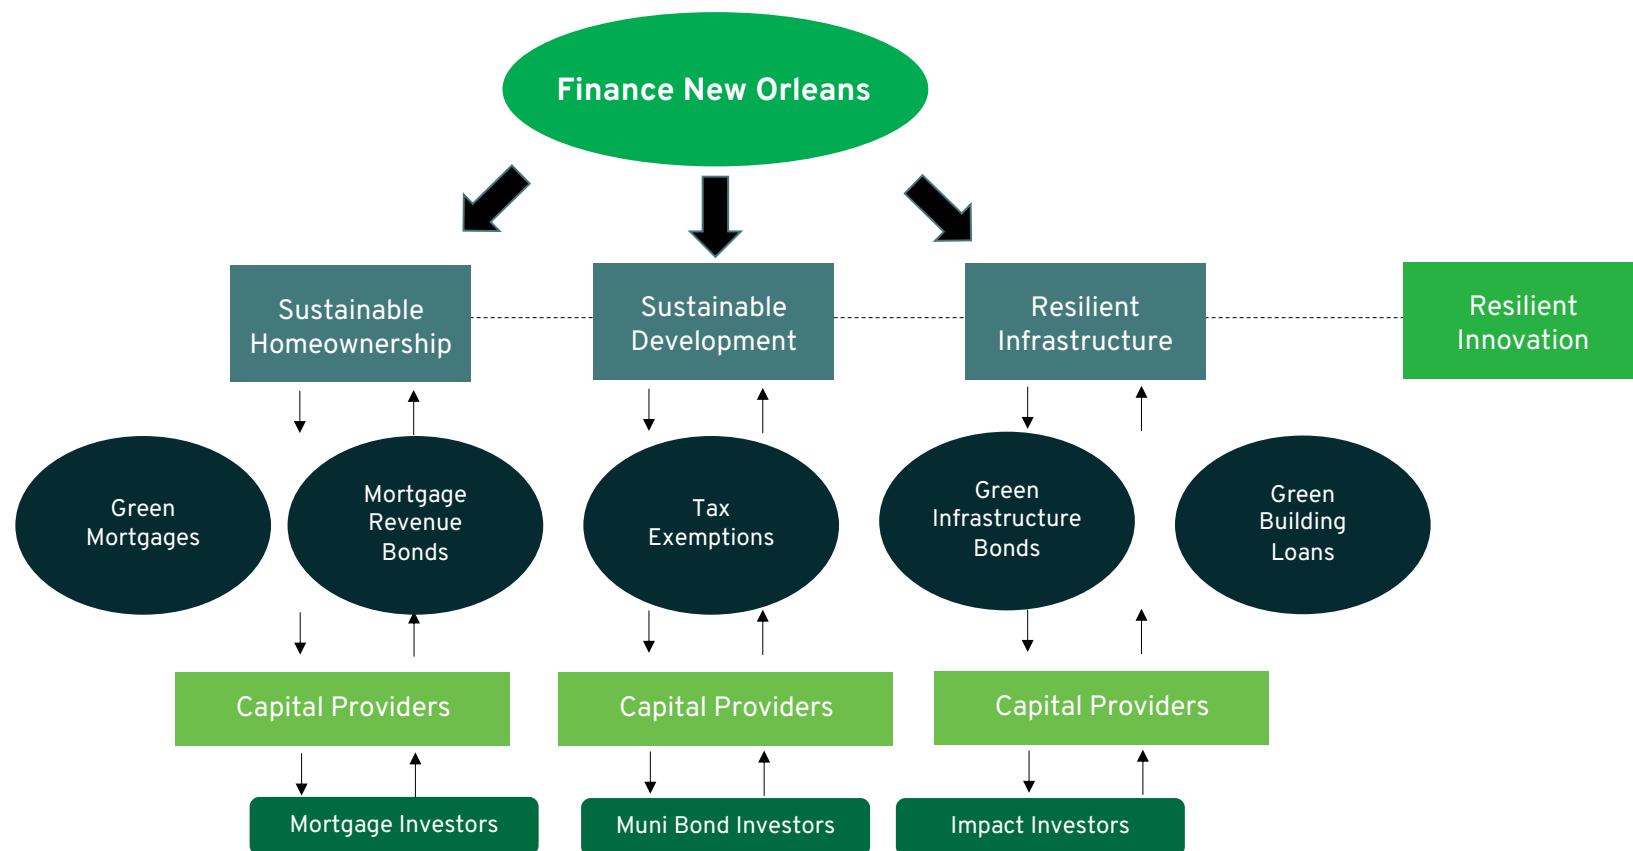 Finance New Orleans
Sustainable
Homeownership
Sustainable
Development
Resilient
Infrastructure
Resilient
Innovation
Green
Mortgages
Mortgage
Revenue
Bonds
Tax
Exemptions
Green
Infrastructure
Bonds
Green
Building
Loans
Capital Providers
Capital Providers
Capital Providers
Mortgage Investors
Muni Bond Investors
Impact Investors